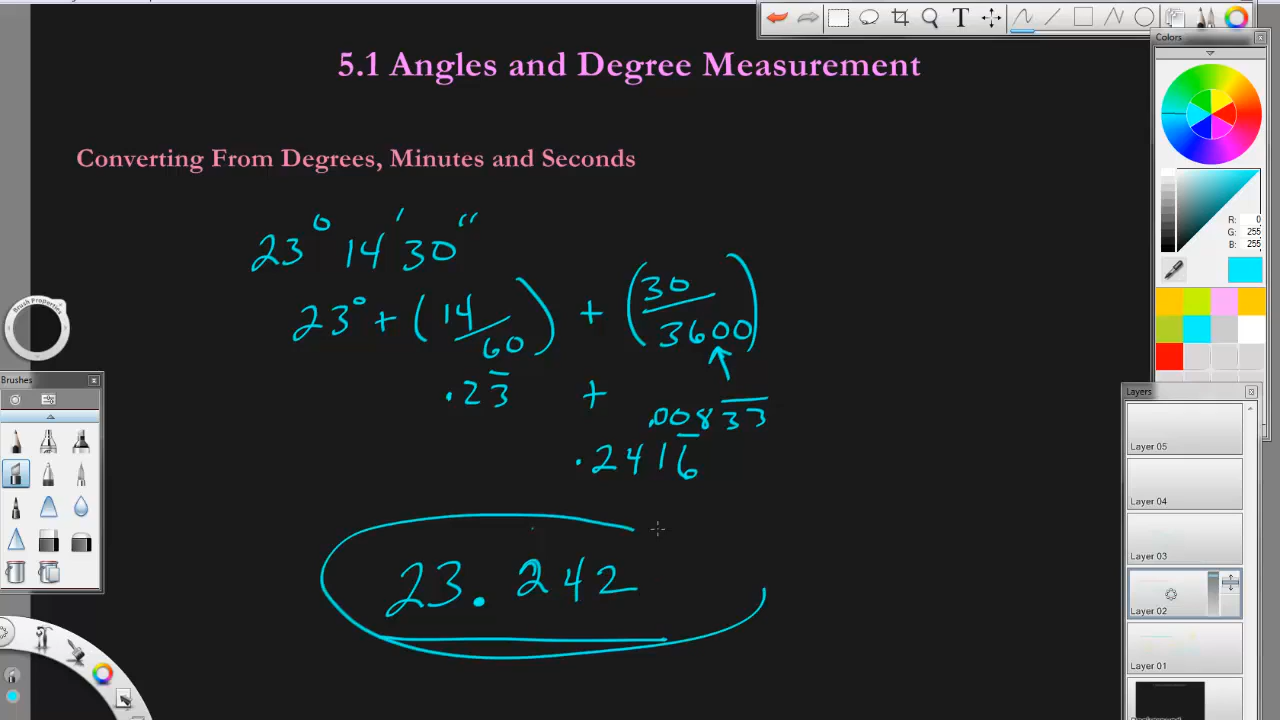 5.1 Angles and Degree Measurement
Colors
Converting From Degrees, Minutes and Seconds
R: 0
G: 255
B: 255
23° 14' 30"
23° + (14/60) + (30/3600)
.23̅ + .00833̅
.2416̅
23.242
Brushes
Layers
Layer 05
Layer 04
Layer 03
Layer 02
Layer 01